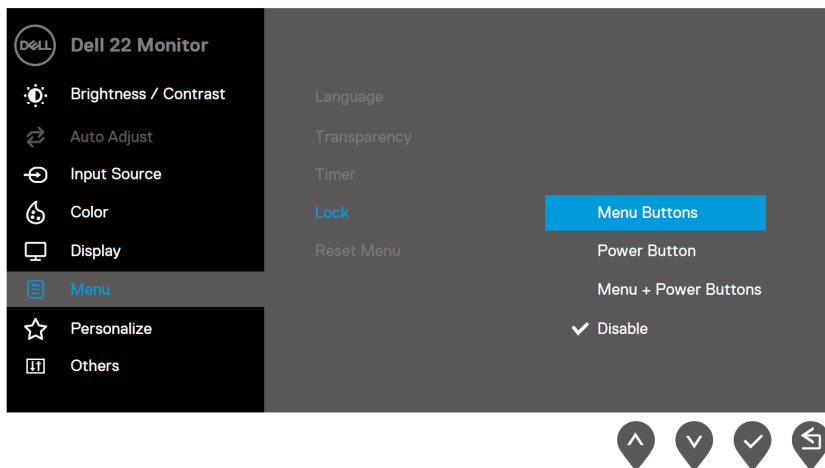 DELL Dell 22 Monitor
Brightness / Contrast
Auto Adjust
Input Source
Color
Display
Menu
Personalize
Others
Language
Transparency
Timer
Lock
Reset Menu
Menu Buttons
Power Button
Menu + Power Buttons
Disable